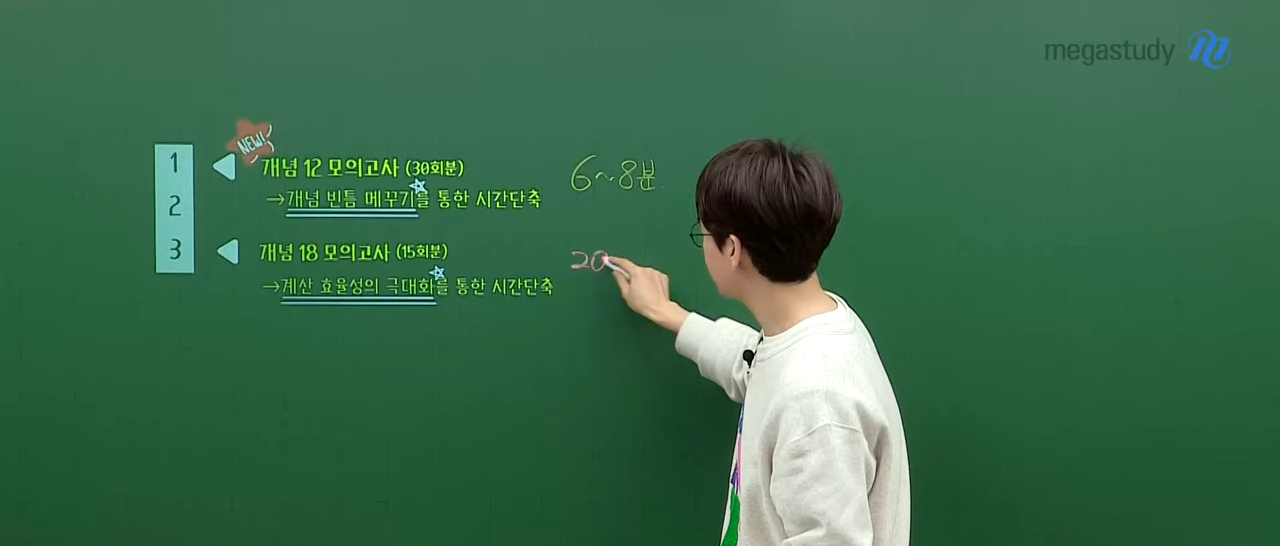 megastudy
NEW!
1
개념 12 모의고사 (30회분)
6~8분
2
→개념 빈틈 메꾸기를 통한 시간단축
3
개념 18 모의고사 (15회분)
20
→계산 효율성의 극대화를 통한 시간단축